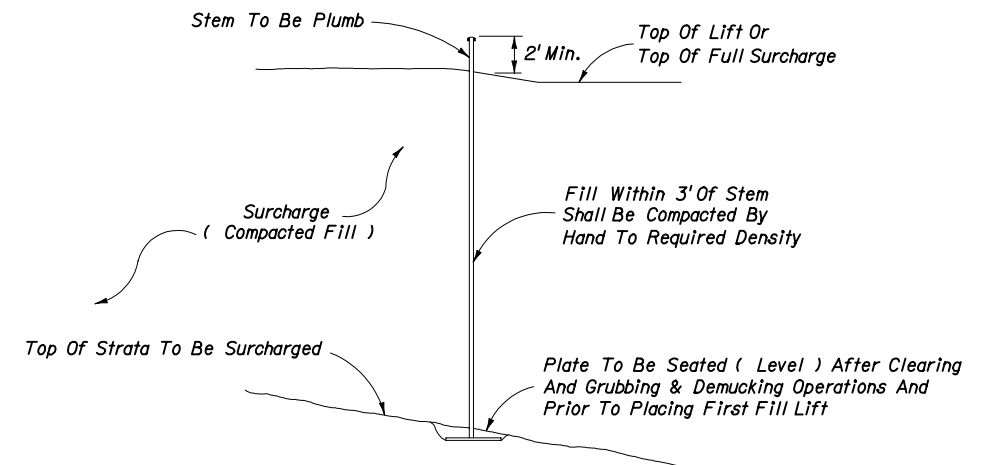 Stem To Be Plumb
2' Min.
Top Of Lift Or
Top Of Full Surcharge
Surcharge
( Compacted Fill )
Fill Within 3' Of Stem
Shall Be Compacted By
Hand To Required Density
Top Of Strata To Be Surcharged
Plate To Be Seated ( Level ) After Clearing
And Grubbing & Demucking Operations And
Prior To Placing First Fill Lift